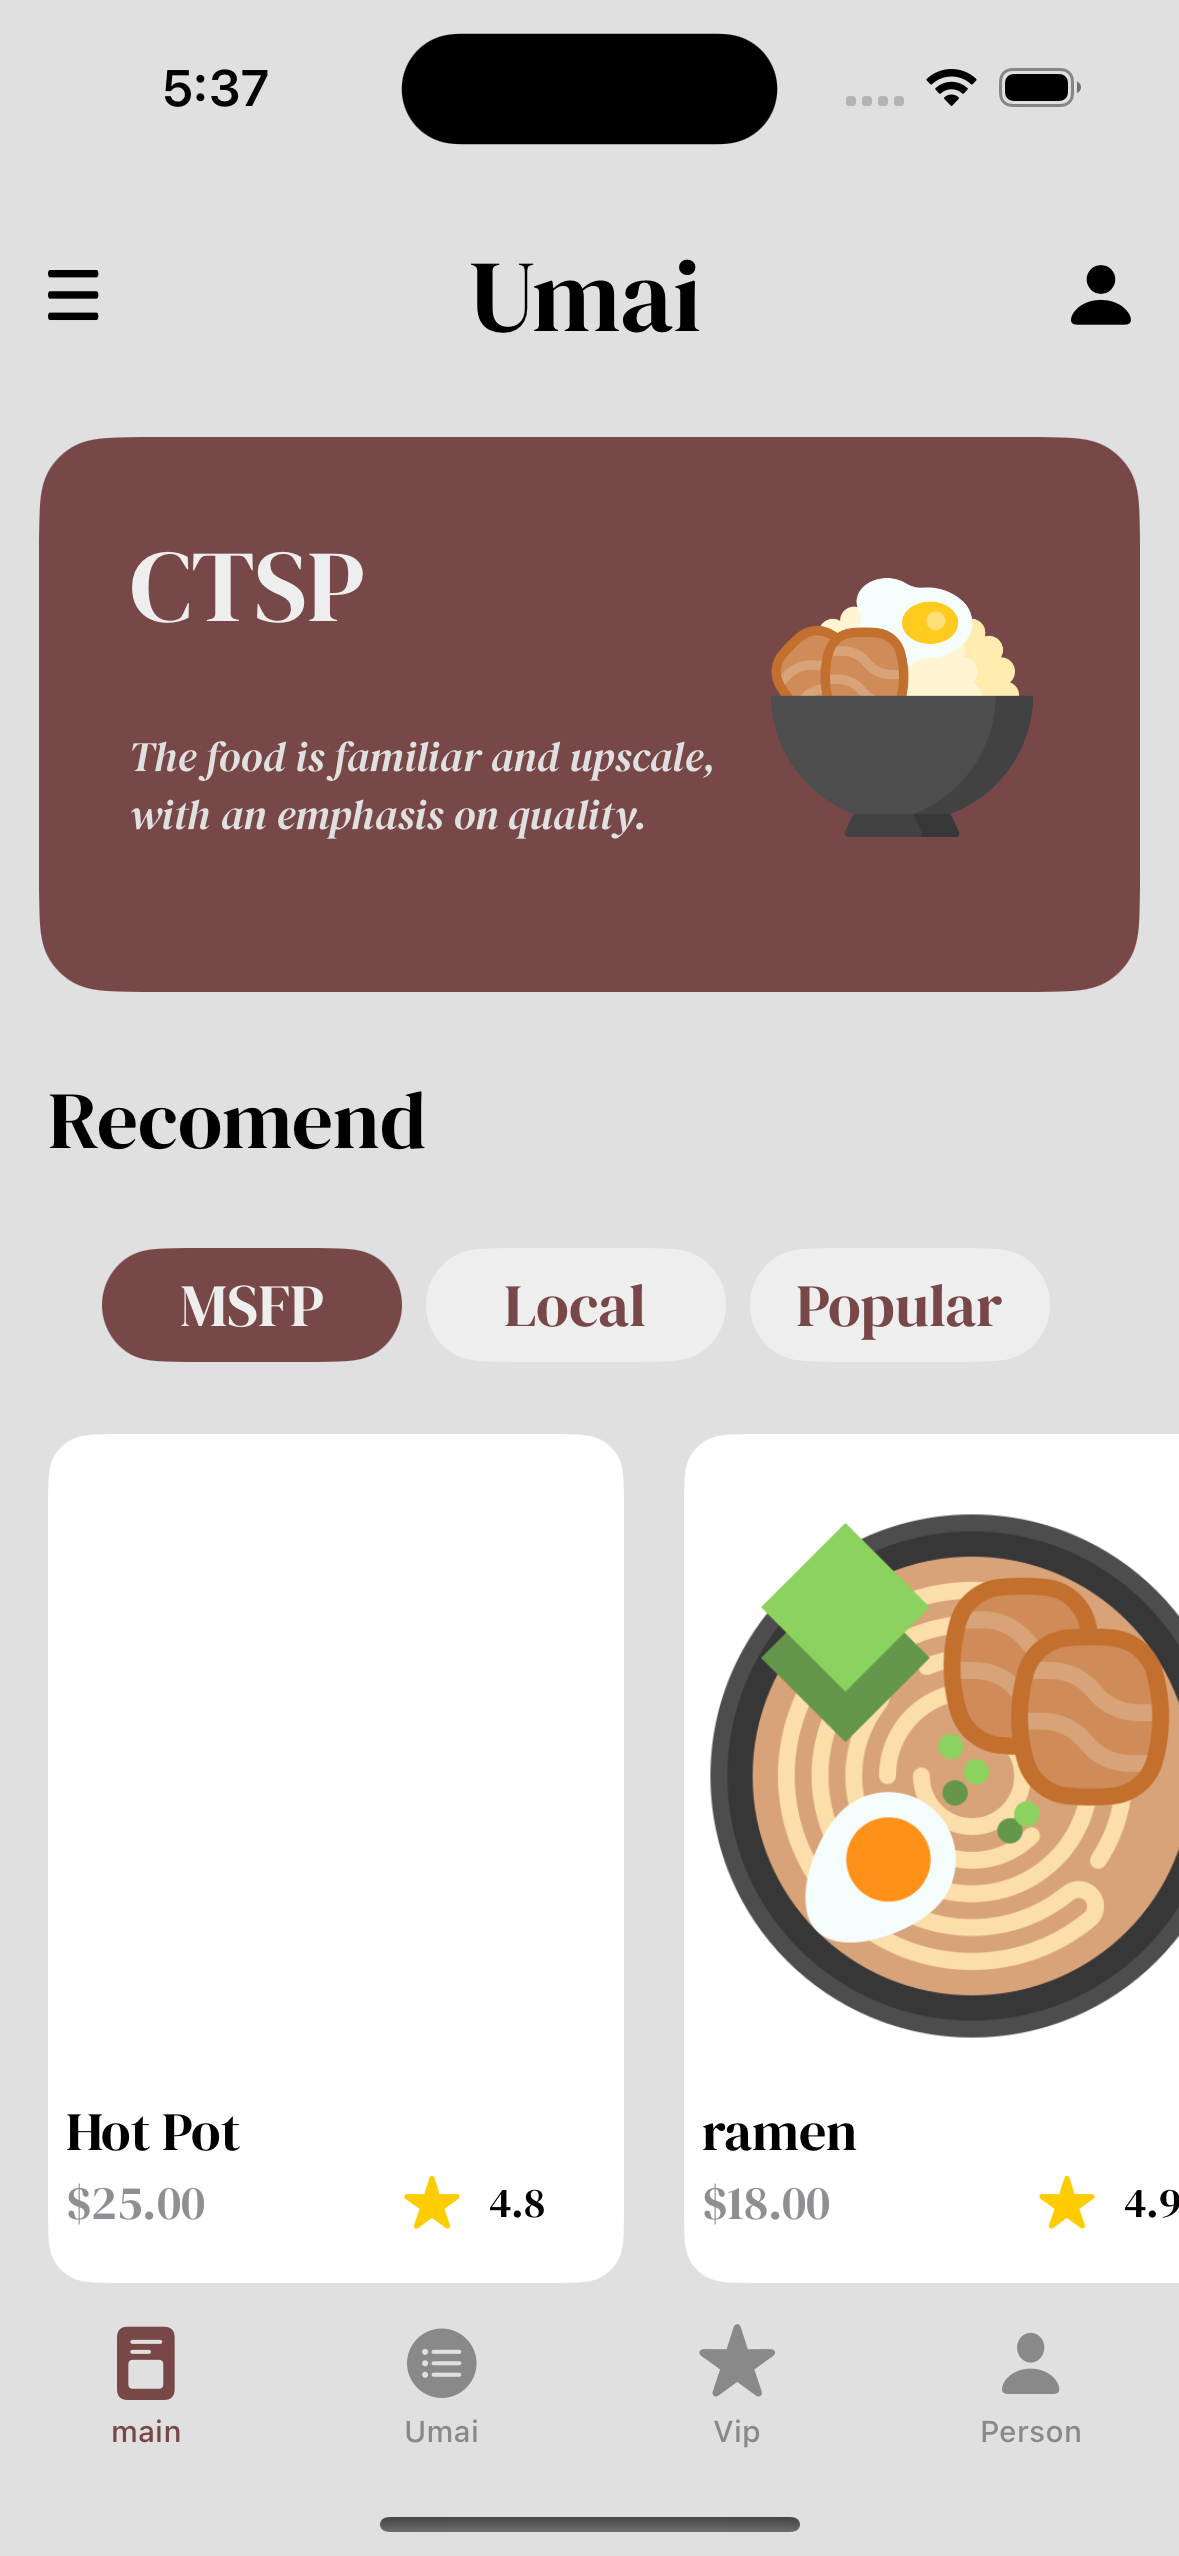 5:37
Umai
CTSP
The food is familiar and upscale,
with an emphasis on quality.
Recomend
MSFP
Local
Popular
Hot Pot
$25.00
4.8
ramen
$18.00
4.9
main
Umai
Vip
Person